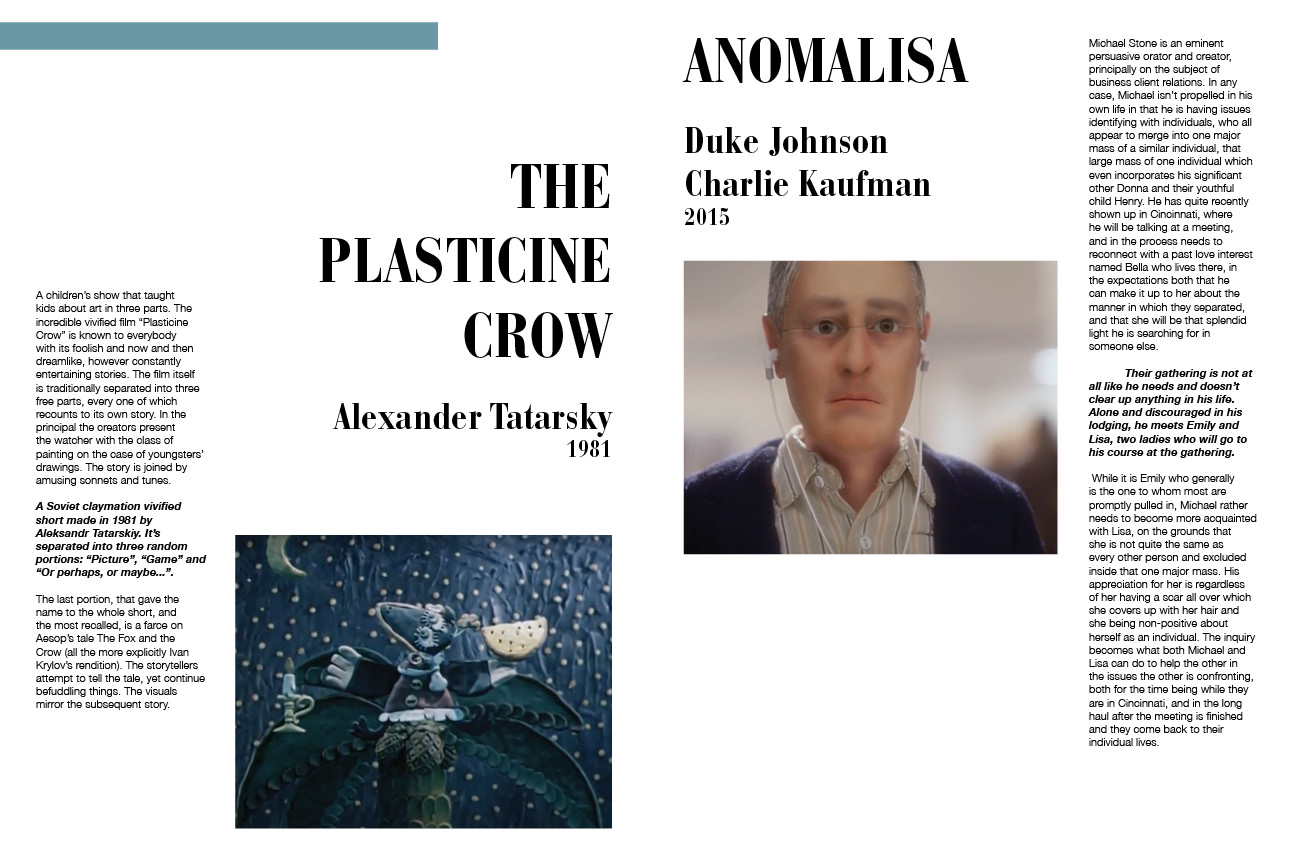 THE
PLASTICINE
CROW
Alexander Tatarsky
1981
A children's show that taught
kids about art in three parts. The
incredible vivified film “Plasticine
Crow” is known to everybody
with its foolish and now and then
dreamlike, however constantly
entertaining stories. The film itself
is traditionally separated into three
free parts, every one of which
recounts to its own story. In the
principal the creators present
the watcher with the class of
painting on the case of youngsters'
drawings. The story is joined by
amusing sonnets and tunes.
A Soviet claymation vivified
short made in 1981 by
Aleksandr Tatarskiy. It's
separated into three random
portions: “Picture”, “Game” and
“Or perhaps, or maybe...”.
The last portion, that gave the
name to the whole short, and
the most recalled, is a farce on
Aesop's tale The Fox and the
Crow (all the more explicitly Ivan
Krylov's rendition). The storytellers
attempt to tell the tale, yet continue
befuddling things. The visuals
mirror the subsequent story.
ANOMALISA
Duke Johnson
Charlie Kaufman
2015
Michael Stone is an eminent
persuasive orator and creator,
principally on the subject of
business client relations. In any
case, Michael isn't propelled in his
own life in that he is having issues
identifying with individuals, who all
appear to merge into one major
mass of a similar individual, that
large mass of one individual which
even incorporates his significant
other Donna and their youthful
child Henry. He has quite recently
shown up in Cincinnati, where
he will be talking at a meeting,
and in the process needs to
reconnect with a past love interest
named Bella who lives there, in
the expectations both that he
can make it up to her about the
manner in which they separated,
and that she will be that splendid
light he is searching for in
someone else.
Their gathering is not at
all like he needs and doesn't
clear up anything in his life.
Alone and discouraged in his
lodging, he meets Emily and
Lisa, two ladies who will go to
his course at the gathering.
While it is Emily who generally
is the one to whom most are
promptly pulled in, Michael rather
needs to become more acquainted
with Lisa, on the grounds that
she is not quite the same as
every other person and excluded
inside that one major mass. His
appreciation for her is regardless
of her having a scar all over which
she covers up with her hair and
she being non-positive about
herself as an individual. The inquiry
becomes what both Michael and
Lisa can do to help the other in
the issues the other is confronting,
both for the time being while they
are in Cincinnati, and in the long
haul after the meeting is finished
and they come back to their
individual lives.